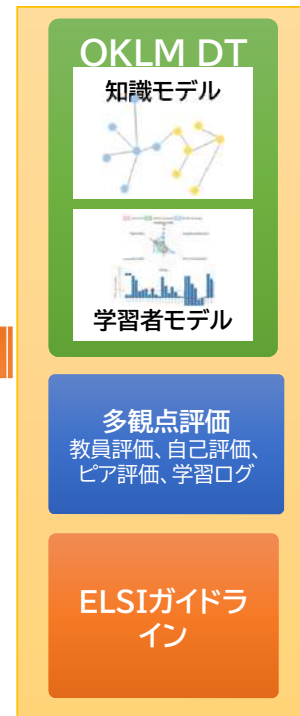 OKLM DT
知識モデル
学習者モデル
多観点評価
教員評価、自己評価、
ピア評価、学習ログ
ELSIガイドラ
イン